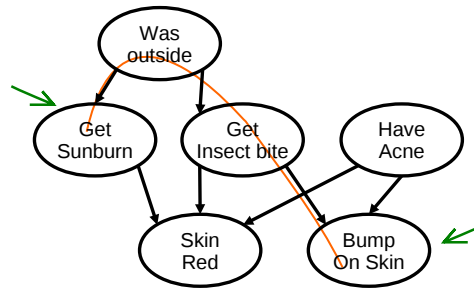 Was
outside
Get
Sunburn
Get
Insect bite
Have
Acne
Skin
Red
Bump
On Skin